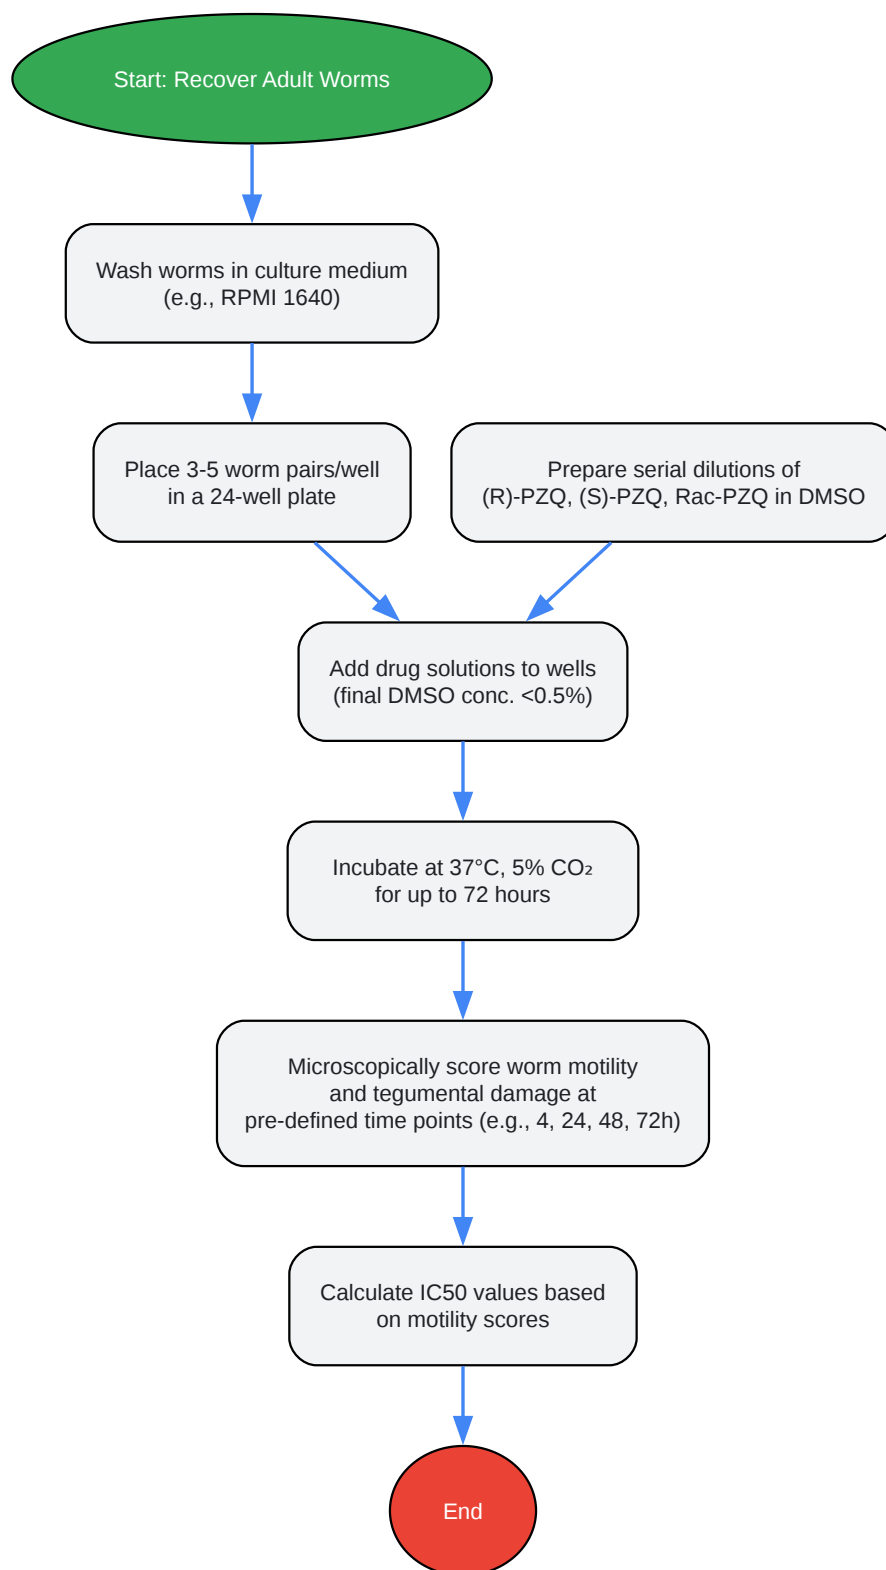 Start: Recover Adult Worms
Wash worms in culture medium
(e.g., RPMI 1640)
Place 3-5 worm pairs/well
in a 24-well plate
Prepare serial dilutions of
(R)-PZQ, (S)-PZQ, Rac-PZQ in DMSO
Add drug solutions to wells
(final DMSO conc. <0.5%)
Incubate at 37°C, 5% CO₂
for up to 72 hours
Microscopically score worm motility
and tegumental damage at
pre-defined time points (e.g., 4, 24, 48, 72h)
Calculate IC50 values based
on motility scores
End